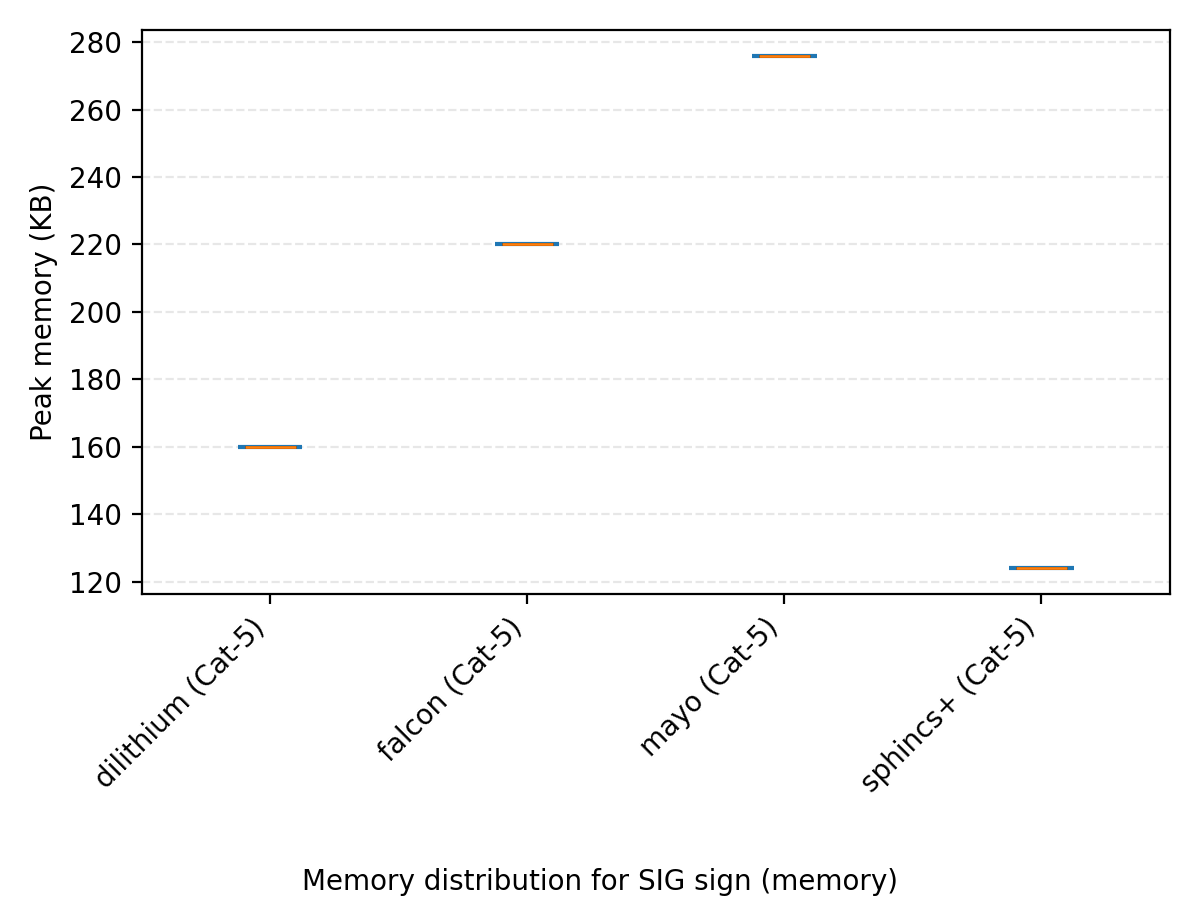 280
260
240
220
200
180
160
140
120
Peak memory (KB)
dilithium (Cat-5)
falcon (Cat-5)
mayo (Cat-5)
sphincs+ (Cat-5)
Memory distribution for SIG sign (memory)